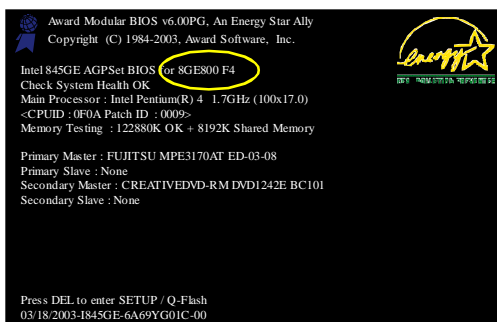 Award Modular BIOS v6.00PG, An Energy Star Ally
Copyright (C) 1984-2003, Award Software, Inc.
energy
Intel 845GE AGPSet BIOS for 8GE800 F4
Check System Health OK
Main Processor : Intel Pentium(R) 4 1.7GHz (100x17.0)
<CPUID : 0F0A Patch ID : 0009>
Memory Testing : 122880K OK + 8192K Shared Memory
Primary Master : FUJITSU MPE3170AT ED-03-08
Primary Slave : None
Secondary Master : CREATIVEDVD-RM DVD1242E BC101
Secondary Slave : None
Press DEL to enter SETUP / Q-Flash
03/18/2003-I845GE-6A69YG01C-00